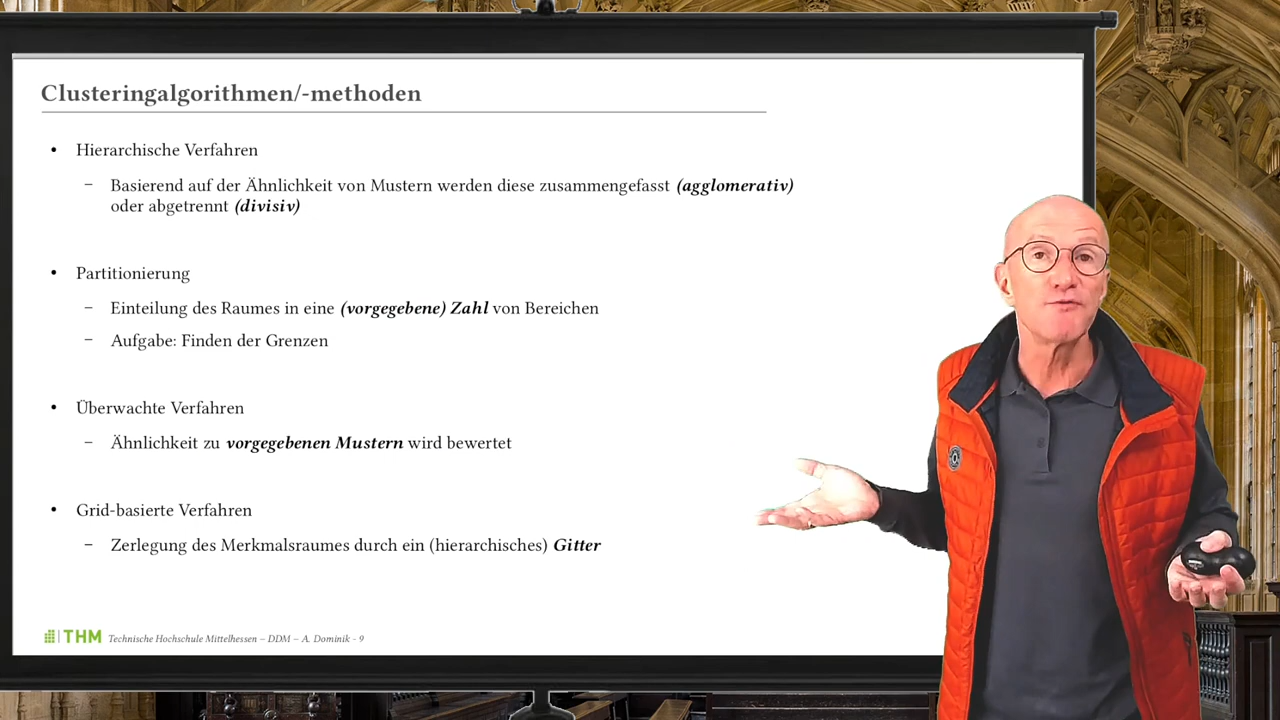 Clusteringalgorithmen/-methoden
• Hierarchische Verfahren
– Basierend auf der Ähnlichkeit von Mustern werden diese zusammengefasst (agglomerativ)
oder abgetrennt (divisiv)
• Partitionierung
– Einteilung des Raumes in eine (vorgegebene) Zahl von Bereichen
– Aufgabe: Finden der Grenzen
• Überwachte Verfahren
– Ähnlichkeit zu vorgegebenen Mustern wird bewertet
• Grid-basierte Verfahren
– Zerlegung des Merkmalsraumes durch ein (hierarchisches) Gitter
THM Technische Hochschule Mittelhessen – DDM – A. Dominik - 9